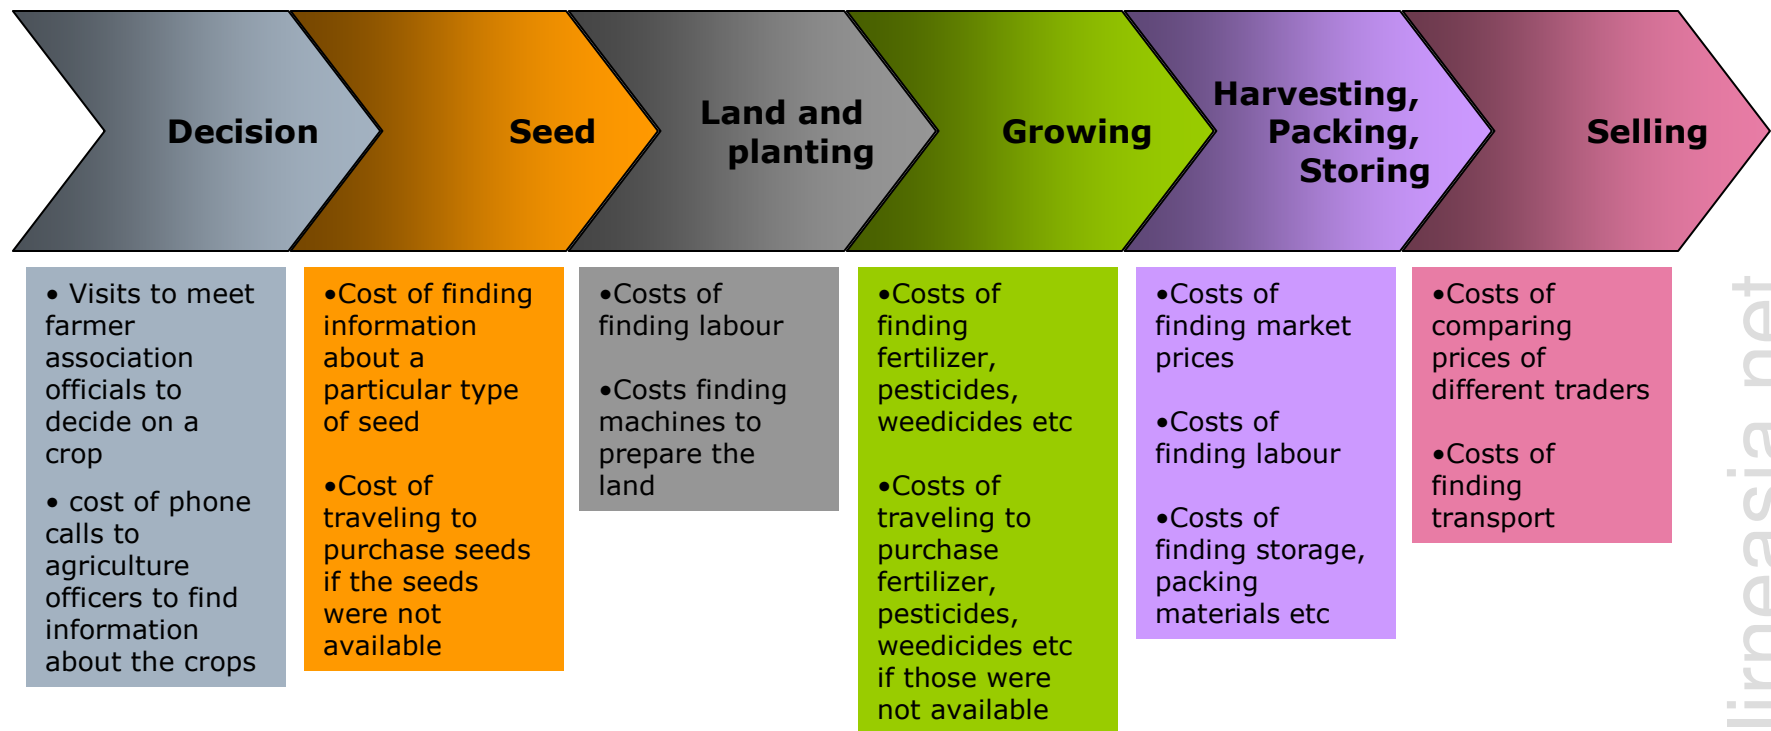 Decision
Seed
Land and
planting
Growing
Harvesting,
Packing,
Storing
Selling
• Visits to meet
farmer
association
officials to
decide on a
crop
• cost of phone
calls to
agriculture
officers to find
information
about the crops
•Cost of finding
information
about a
particular type
of seed
•Cost of
traveling to
purchase seeds
if the seeds
were not
available
•Costs of
finding labour
•Costs finding
machines to
prepare the
land
•Costs of
finding
fertilizer,
pesticides,
weedicides etc
•Costs of
traveling to
purchase
fertilizer,
pesticides,
weedicides etc
if those were
not available
•Costs of
finding market
prices
•Costs of
finding labour
•Costs of
finding storage,
packing
materials etc
•Costs of
comparing
prices of
different traders
•Costs of
finding
transport
lirneasia.net